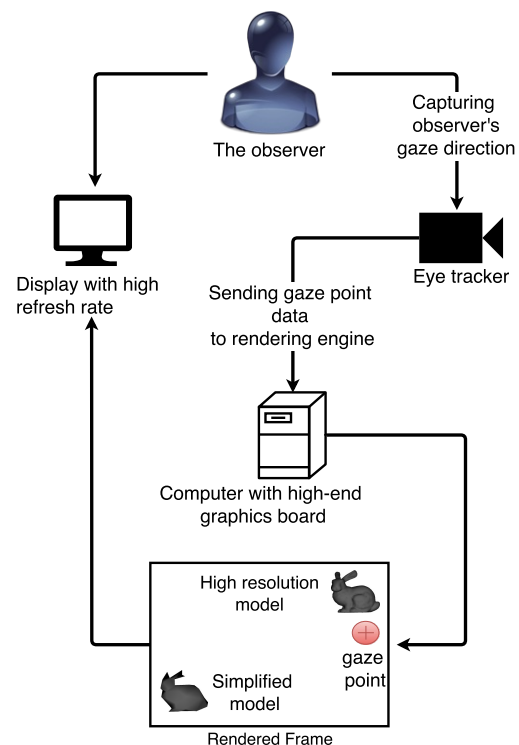 The observer
Capturing
observer's
gaze direction
Eye tracker
Display with high
refresh rate
Sending gaze point
data
to rendering engine
Computer with high-end
graphics board
High resolution
model
gaze
point
Simplified
model
Rendered Frame